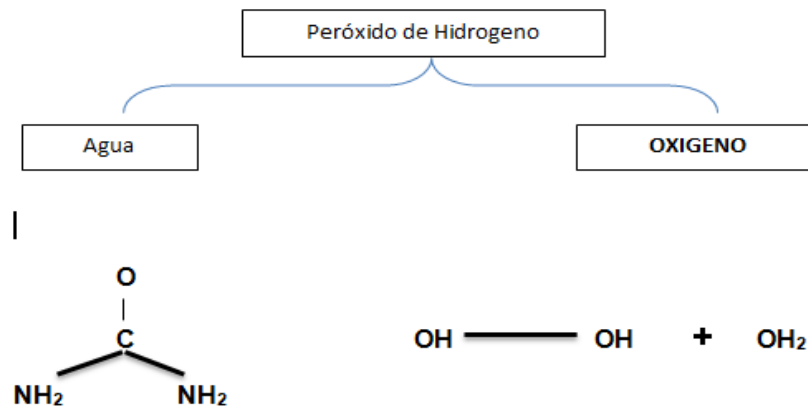 Peróxido de Hidrogeno
Agua
OXIGENO
O
C
NH₂ NH₂
OH OH + OH₂